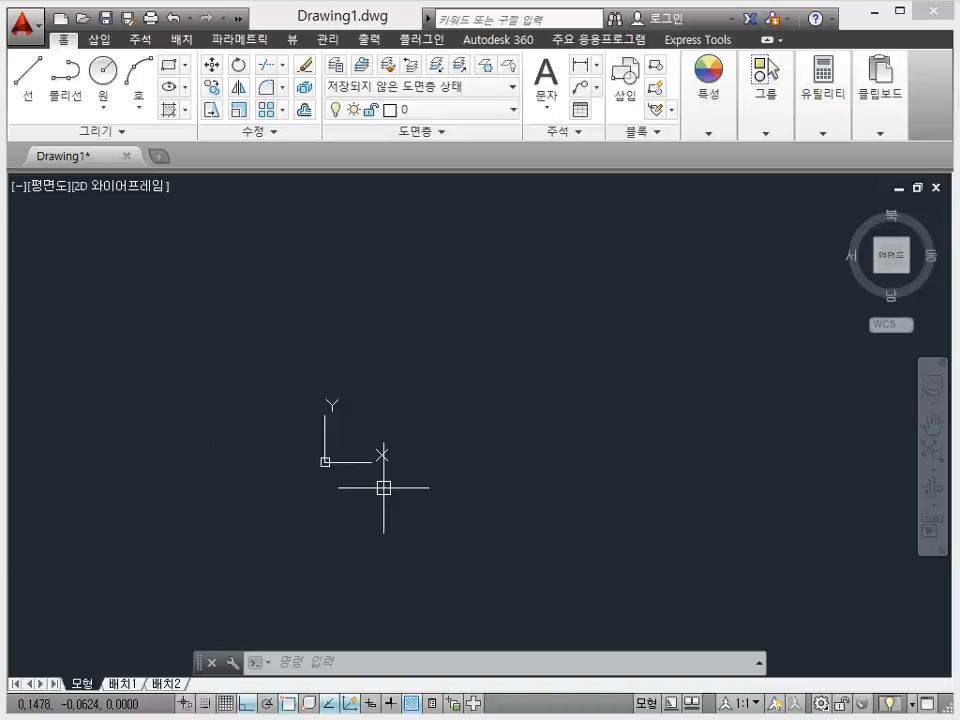 Drawing1.dwg
키워드 또는 구절 입력
로그인
홈 삽입 주석 배치 파라메트릭 뷰 관리 출력 플러그인 Autodesk 360 주요 응용프로그램 Express Tools
선 폴리선 원 호
저장되지 않은 도면층 상태
0
문자 삽입 특성 그룹 유틸리티 클립보드
그리기 수정 도면층 주석 블록
Drawing1*
[−][평면도][2D 와이어프레임]
북
서 평면도 동
남
WCS
Y
X
명령 입력
모형 배치1 배치2
0,1478, -0,0624, 0,0000
모형
1:1